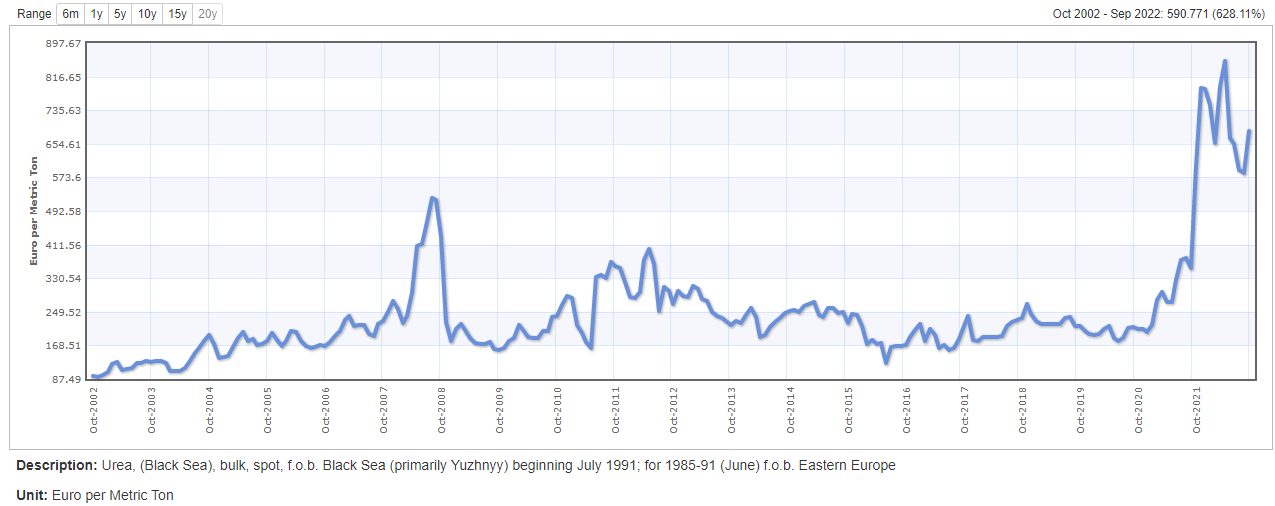 Range 6m 1y 5y 10y 15y 20y Oct 2002 - Sep 2022: 590.771 (628.11%)
897.67
816.65
735.63
654.61
573.6
492.58
411.56
330.54
249.52
168.51
87.49
Euro per Metric Ton
Oct-2002 Oct-2003 Oct-2004 Oct-2005 Oct-2006 Oct-2007 Oct-2008 Oct-2009 Oct-2010 Oct-2011 Oct-2012 Oct-2013 Oct-2014 Oct-2015 Oct-2016 Oct-2017 Oct-2018 Oct-2019 Oct-2020 Oct-2021
Description: Urea, (Black Sea), bulk, spot, f.o.b. Black Sea (primarily Yuzhnyy) beginning July 1991; for 1985-91 (June) f.o.b. Eastern Europe
Unit: Euro per Metric Ton